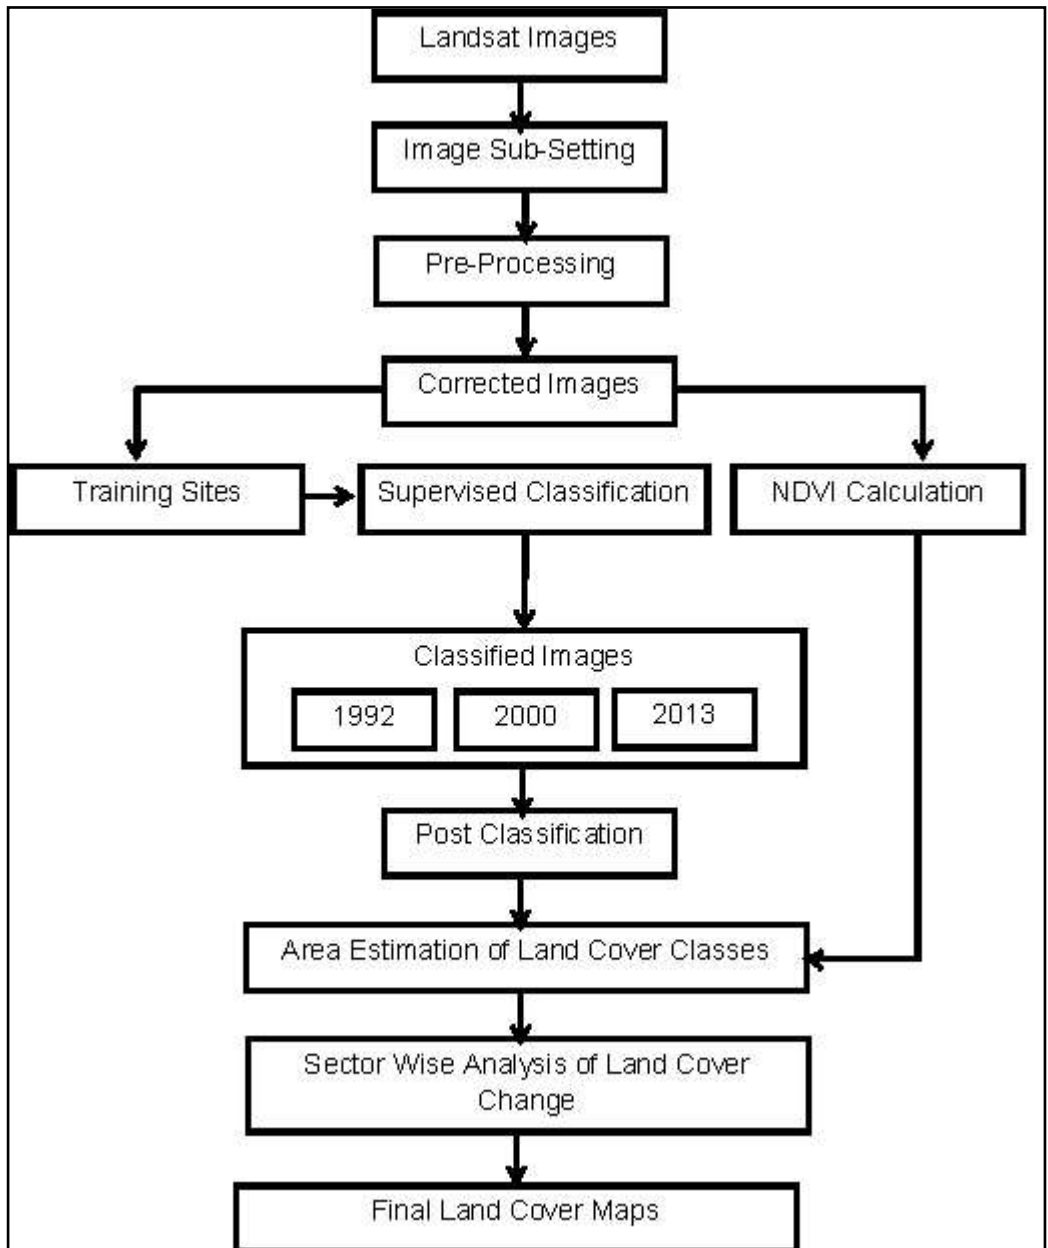 Landsat Images
Image Sub-Setting
Pre-Processing
Corrected Images
Training Sites
Supervised Classification
NDVI Calculation
Classified Images
1992
2000
2013
Post Classification
Area Estimation of Land Cover Classes
Sector Wise Analysis of Land Cover
Change
Final Land Cover Maps